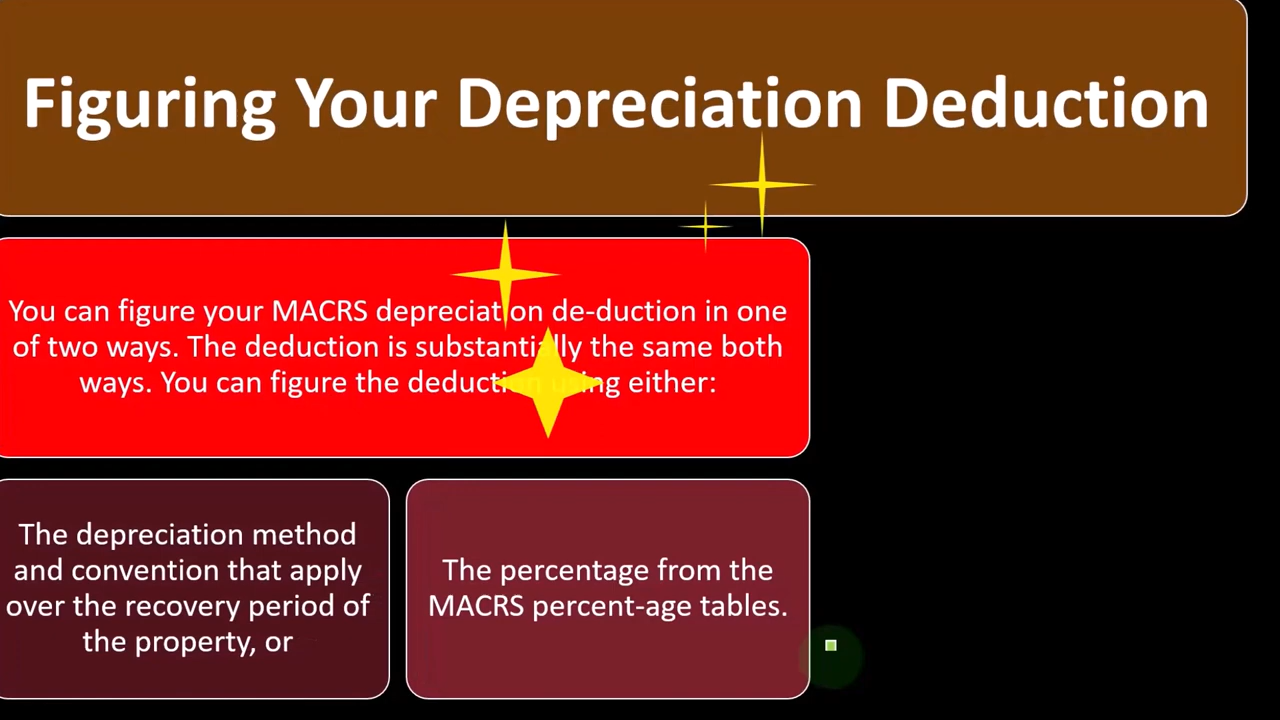 Figuring Your Depreciation Deduction
You can figure your MACRS depreciation de-duction in one
of two ways. The deduction is substantially the same both
ways. You can figure the deduction using either:
The depreciation method
and convention that apply
over the recovery period of
the property, or
The percentage from the
MACRS percent-age tables.